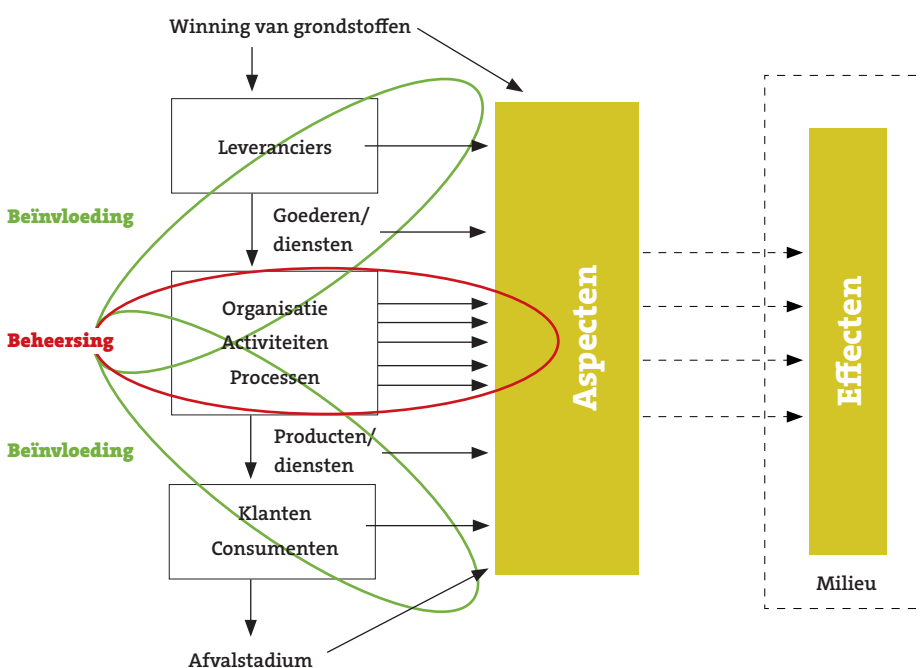 Winning van grondstoffen
Leveranciers
Beïnvloeding
Goederen/
diensten
Organisatie
Beheersing
Activiteiten
Processen
Producten/
diensten
Beïnvloeding
Klanten
Consumenten
Afvalstadium
Aspecten
Effecten
Milieu